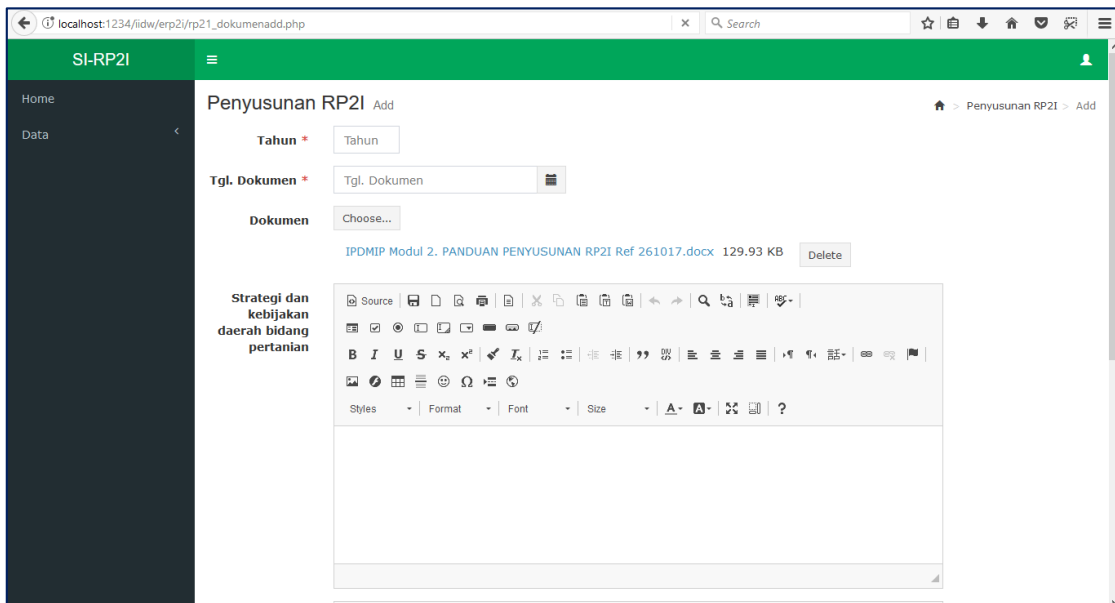 localhost:1234/iidw/erp2i/rp21_dokumenadd.php
Search
SI-RP2I
Home
Data
Penyusunan RP2I Add
Penyusunan RP2I > Add
Tahun *
Tahun
Tgl. Dokumen *
Tgl. Dokumen
Dokumen
Choose...
IPDMIP Modul 2. PANDUAN PENYUSUNAN RP2I Ref 261017.docx 129.93 KB
Delete
Strategi dan
kebijakan
daerah bidang
pertanian
Source
Styles
Format
Font
Size